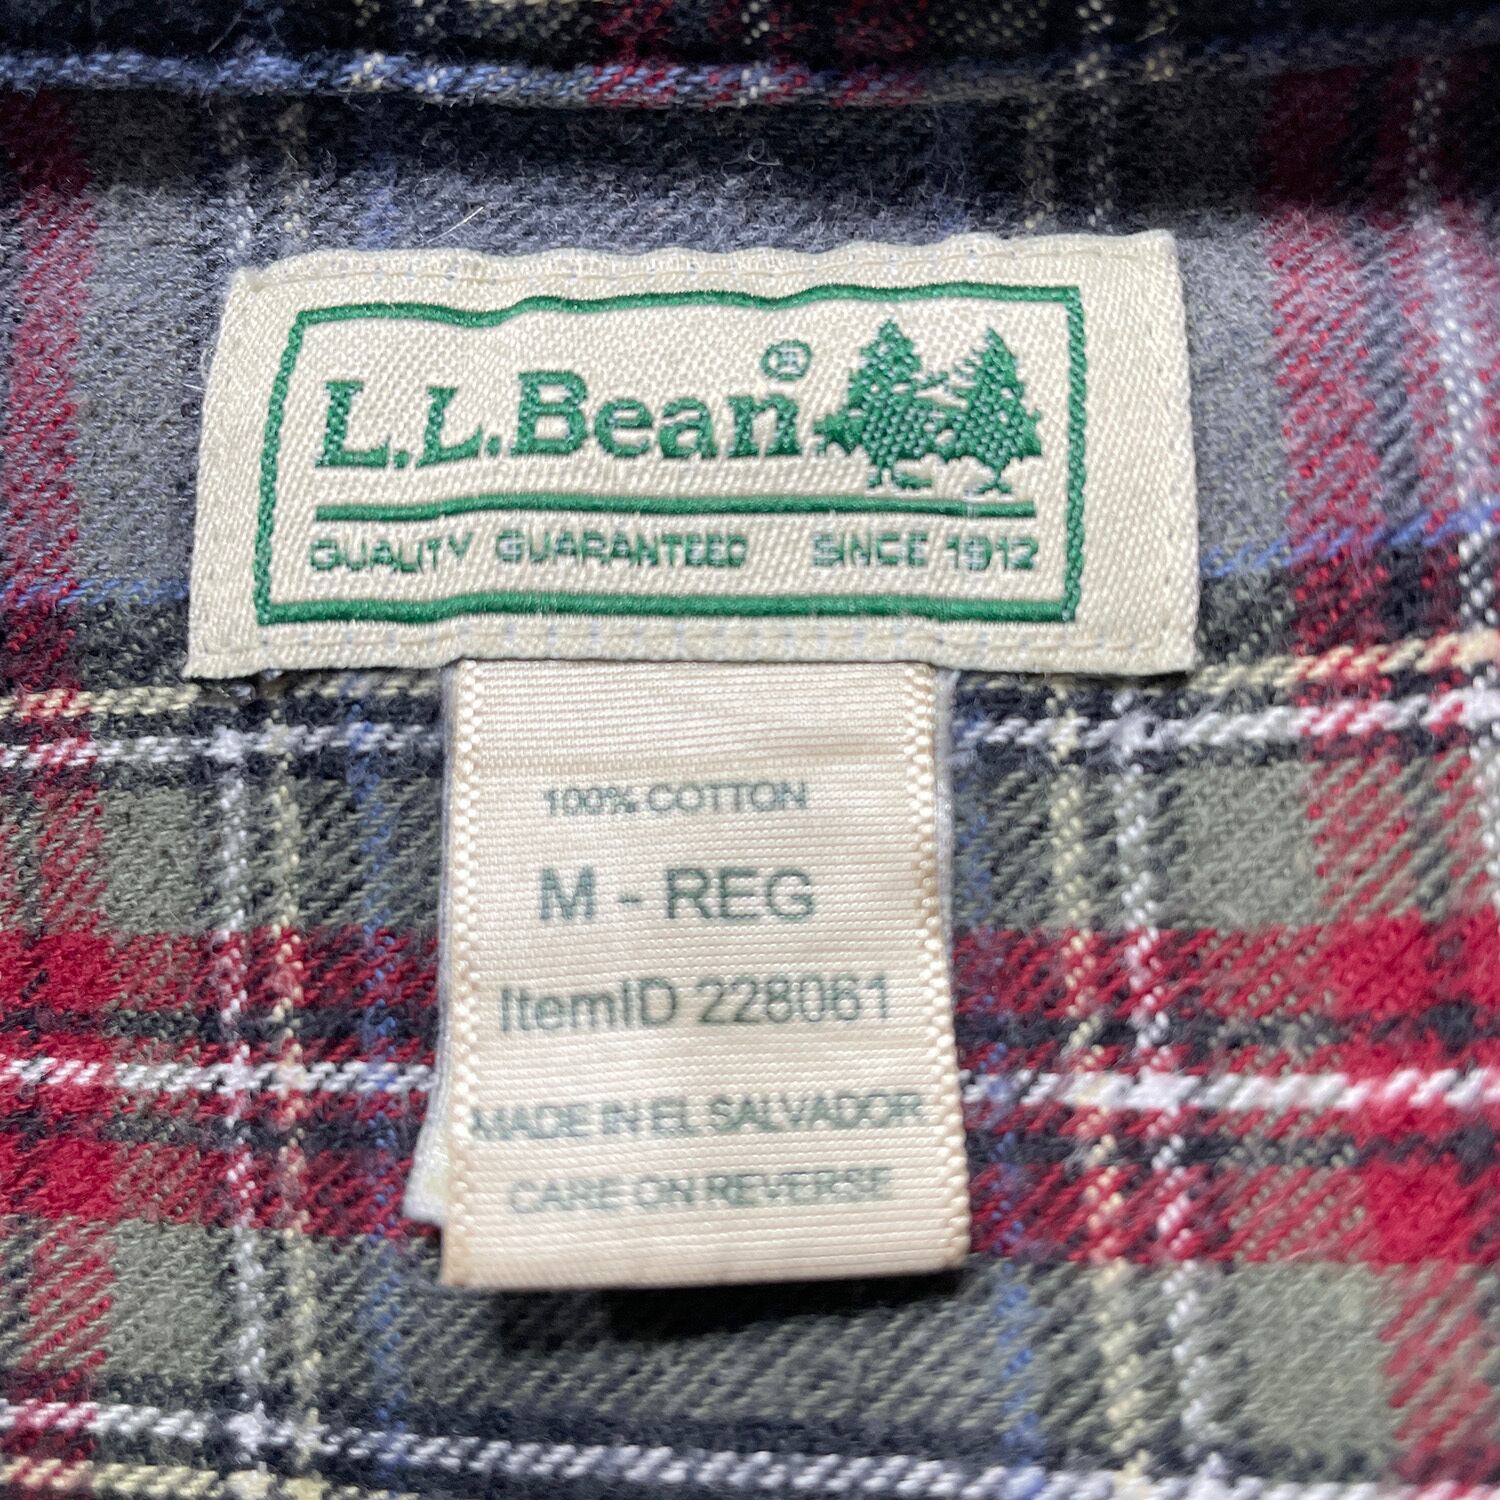 L.L.Bean®
QUALITY GUARANTEED SINCE 1912
100% COTTON
M - REG
ItemID 228061
MADE IN EL SALVADOR
CARE ON REVERSE